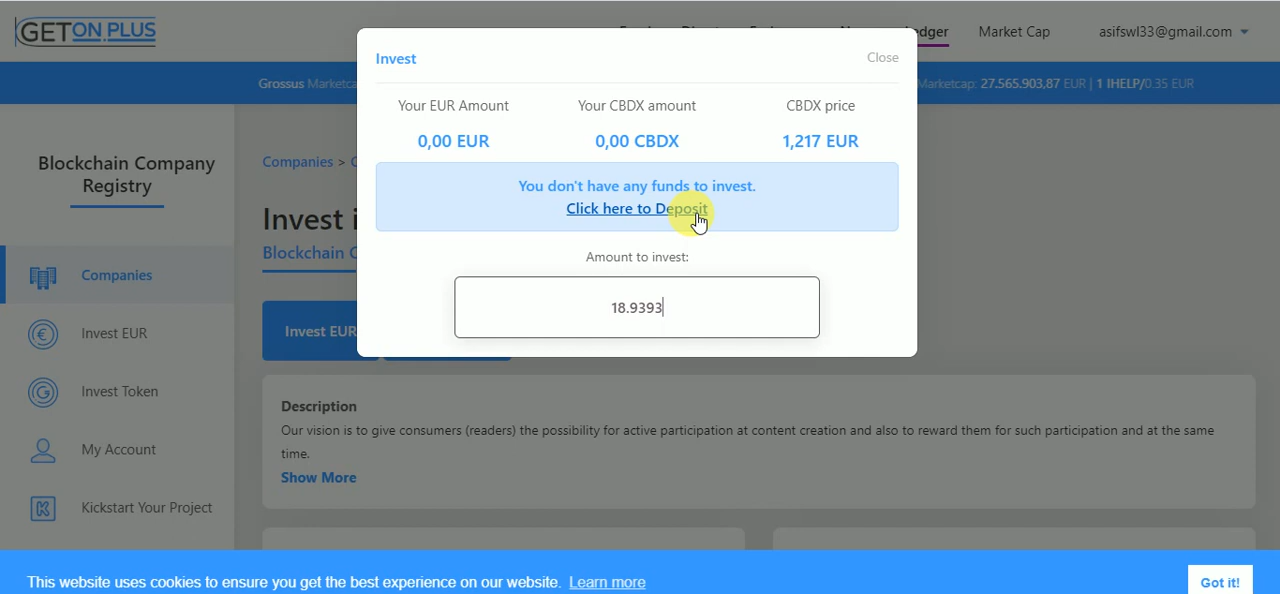 GETON.PLUS
edger
Market Cap
asifswl33@gmail.com
Grossus Marketca
Marketcap: 27.565.903,87 EUR | 1 IHELP/0.35 EUR
Invest
Close
Your EUR Amount
Your CBDX amount
CBDX price
0,00 EUR
0,00 CBDX
1,217 EUR
You don't have any funds to invest.
Click here to Deposit
Amount to invest:
18.9393
Blockchain Company
Registry
Companies
Invest EUR
Invest Token
My Account
Kickstart Your Project
Companies > C
Invest i
Blockchain C
Invest EUR
Description
Our vision is to give consumers (readers) the possibility for active participation at content creation and also to reward them for such participation and at the same
time.
Show More
This website uses cookies to ensure you get the best experience on our website. Learn more
Got it!